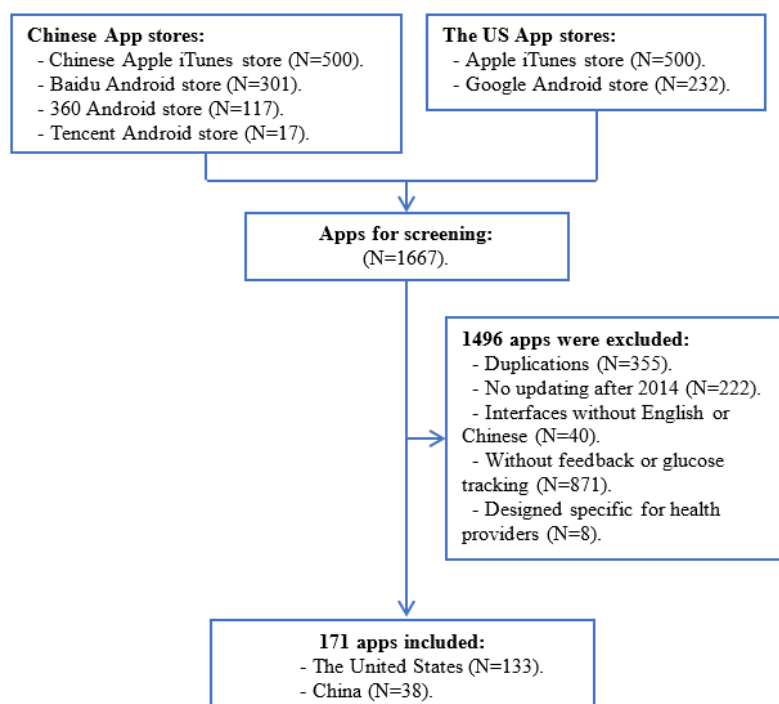 Chinese App stores:
- Chinese Apple iTunes store (N=500).
- Baidu Android store (N=301).
- 360 Android store (N=117).
- Tencent Android store (N=17).
The US App stores:
- Apple iTunes store (N=500).
- Google Android store (N=232).
Apps for screening:
(N=1667).
1496 apps were excluded:
- Duplications (N=355).
- No updating after 2014 (N=222).
- Interfaces without English or
Chinese (N=40).
- Without feedback or glucose
tracking (N=871).
- Designed specific for health
providers (N=8).
171 apps included:
- The United States (N=133).
- China (N=38).